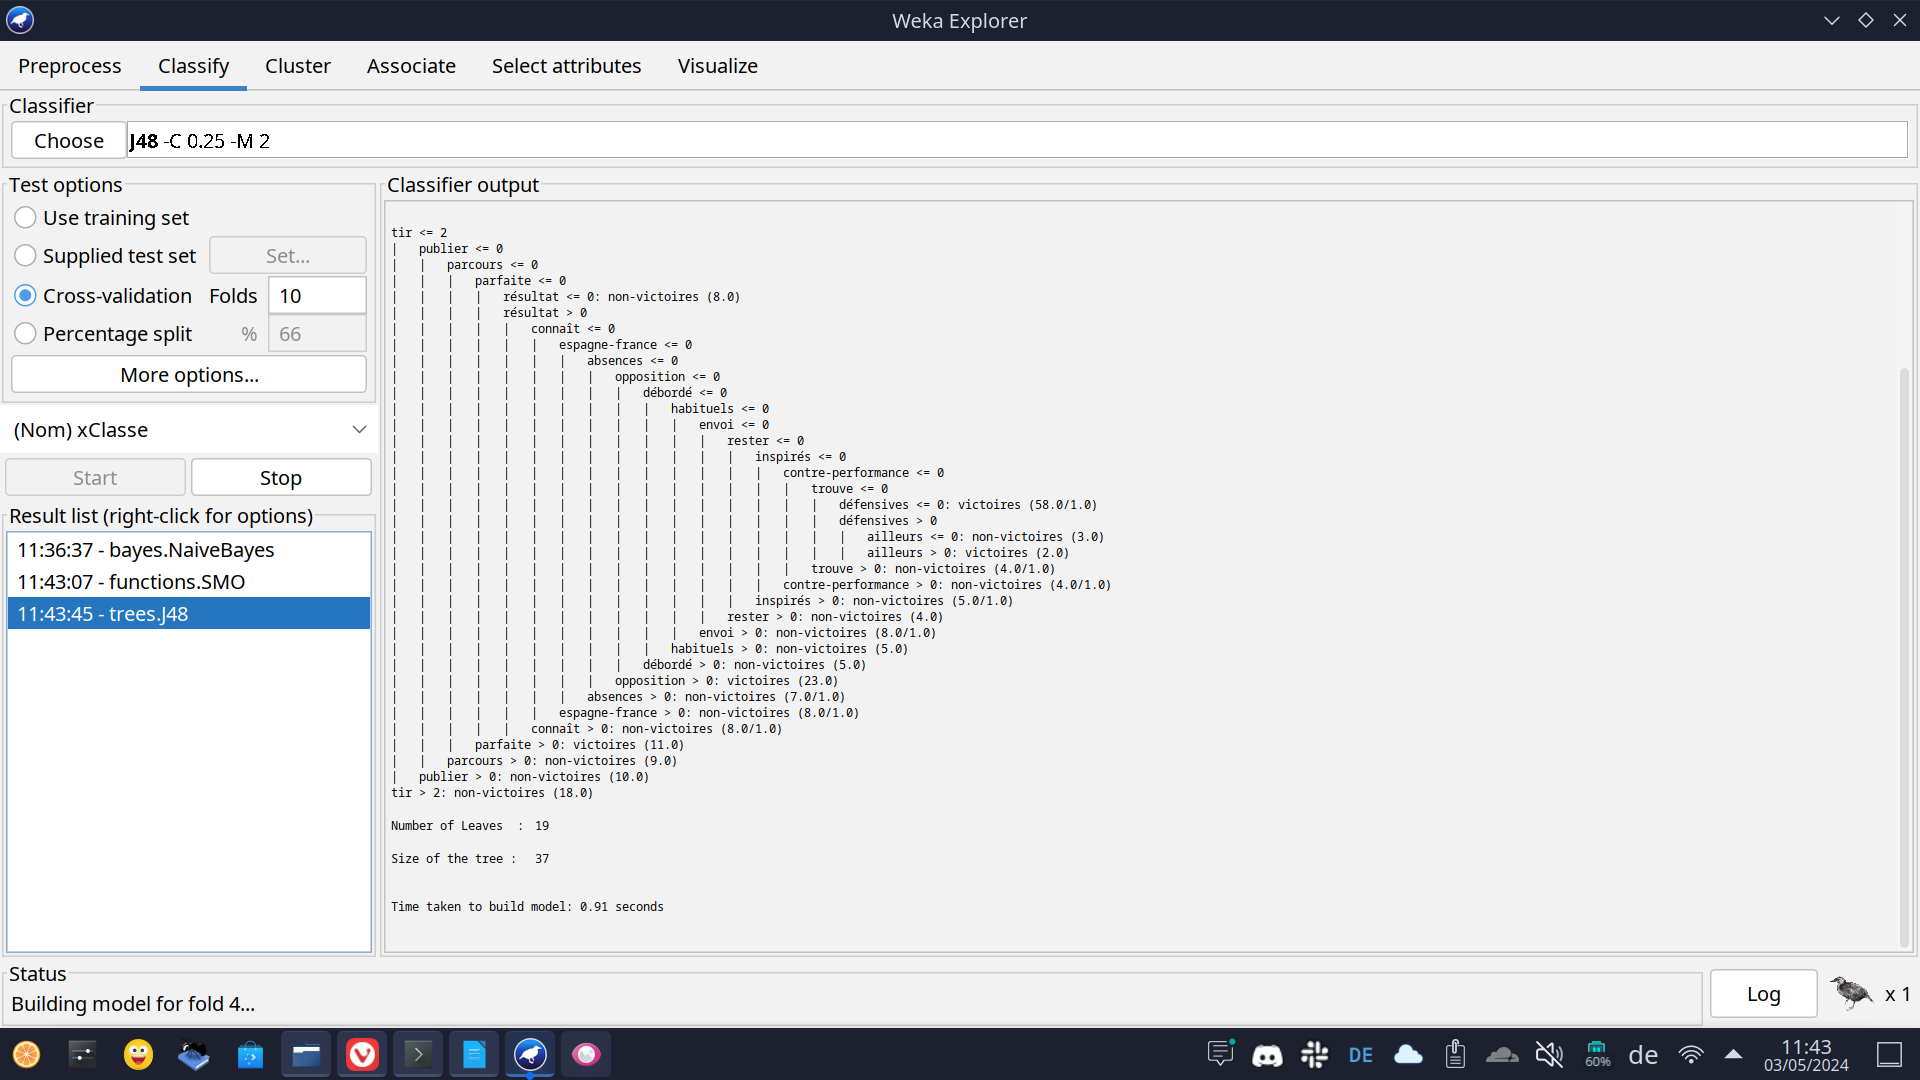 Weka Explorer
Preprocess Classify Cluster Associate Select attributes Visualize
Classifier
Choose J48 -C 0.25 -M 2
Test options
Use training set
Supplied test set Set...
Cross-validation Folds 10
Percentage split % 66
More options...
(Nom) xClasse
Start Stop
Result list (right-click for options)
11:36:37 - bayes.NaiveBayes
11:43:07 - functions.SMO
11:43:45 - trees.J48
Classifier output
tir <= 2
| publier <= 0
| | parcours <= 0
| | | parfaite <= 0
| | | | résultat <= 0: non-victoires (8.0)
| | | | résultat > 0
| | | | | connaît <= 0
| | | | | | espagne-france <= 0
| | | | | | | absences <= 0
| | | | | | | | opposition <= 0
| | | | | | | | | débordé <= 0
| | | | | | | | | | habituels <= 0
| | | | | | | | | | | envoi <= 0
| | | | | | | | | | | | rester <= 0
| | | | | | | | | | | | | inspirés <= 0
| | | | | | | | | | | | | | contre-performance <= 0
| | | | | | | | | | | | | | | trouve <= 0
| | | | | | | | | | | | | | | | défensives <= 0: victoires (58.0/1.0)
| | | | | | | | | | | | | | | | défensives > 0
| | | | | | | | | | | | | | | | | ailleurs <= 0: non-victoires (3.0)
| | | | | | | | | | | | | | | | | ailleurs > 0: victoires (2.0)
| | | | | | | | | | | | | | | trouve > 0: non-victoires (4.0/1.0)
| | | | | | | | | | | | | | contre-performance > 0: non-victoires (4.0/1.0)
| | | | | | | | | | | | | inspirés > 0: non-victoires (5.0/1.0)
| | | | | | | | | | | | rester > 0: non-victoires (4.0)
| | | | | | | | | | | envoi > 0: non-victoires (8.0/1.0)
| | | | | | | | | | habituels > 0: non-victoires (5.0)
| | | | | | | | | débordé > 0: non-victoires (5.0)
| | | | | | | | opposition > 0: victoires (23.0)
| | | | | | | absences > 0: non-victoires (7.0/1.0)
| | | | | | espagne-france > 0: non-victoires (8.0/1.0)
| | | | | connaît > 0: non-victoires (8.0/1.0)
| | | parfaite > 0: victoires (11.0)
| | parcours > 0: non-victoires (9.0)
| publier > 0: non-victoires (10.0)
tir > 2: non-victoires (18.0)
Number of Leaves : 19
Size of the tree : 37
Time taken to build model: 0.91 seconds
Status
Building model for fold 4...
Log x 1
DE 60% de 11:43
03/05/2024